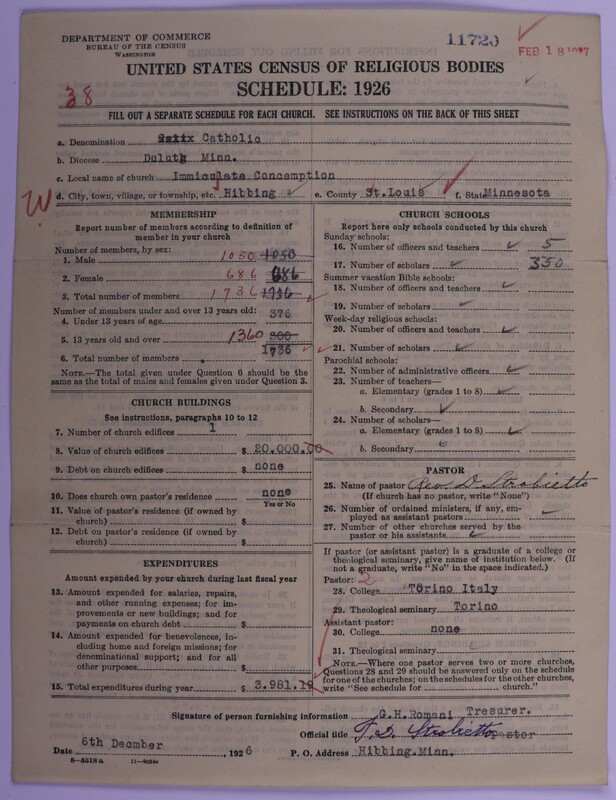 DEPARTMENT OF COMMERCE
BUREAU OF THE CENSUS
WASHINGTON
11720
FEB 18 1927
UNITED STATES CENSUS OF RELIGIOUS BODIES
SCHEDULE: 1926
38
FILL OUT A SEPARATE SCHEDULE FOR EACH CHURCH. SEE INSTRUCTIONS ON THE BACK OF THIS SHEET
a. Denomination Catholic
b. Diocese Duluth Minn.
c. Local name of church Immiculate Concemption
d. City, town, village, or township, etc. Hibbing e. County St.Louis f. State Minnesota
W
MEMBERSHIP
Report number of members according to definition of
member in your church
Number of members, by sex:
1. Male 1050 1050
2. Female 686 686
3. Total number of members 1736 1736
Number of members under and over 13 years old:
4. Under 13 years of age 376
5. 13 years old and over 1360 300
6. Total number of members 1736
NOTE.—The total given under Question 6 should be
the same as the total of males and females given under Question 3.
CHURCH BUILDINGS
See instructions, paragraphs 10 to 12
7. Number of church edifices 1
8. Value of church edifices $ 20.000.00
9. Debt on church edifices $ none
10. Does church own pastor's residence none
Yes or No
11. Value of pastor's residence (if owned by
church) $
12. Debt on pastor's residence (if owned by
church) $
EXPENDITURES
Amount expended by your church during last fiscal year
13. Amount expended for salaries, repairs,
and other running expenses; for im-
provements or new buildings; and for
payments on church debt $
14. Amount expended for benevolences, in-
cluding home and foreign missions; for
denominational support; and for all
other purposes $
15. Total expenditures during year $ 3.981.19
CHURCH SCHOOLS
Report here only schools conducted by this church
Sunday schools:
16. Number of officers and teachers 5
17. Number of scholars 350
Summer vacation Bible schools:
18. Number of officers and teachers
19. Number of scholars
Week-day religious schools:
20. Number of officers and teachers
21. Number of scholars
Parochial schools:
22. Number of administrative officers
23. Number of teachers—
a. Elementary (grades 1 to 8)
b. Secondary
24. Number of scholars—
a. Elementary (grades 1 to 8)
b. Secondary
PASTOR
25. Name of pastor Rev. D Strobietto
(If church has no pastor, write "None")
26. Number of ordained ministers, if any, em-
ployed as assistant pastors
27. Number of other churches served by the
pastor or his assistants
If pastor (or assistant pastor) is a graduate of a college or
theological seminary, give name of institution below. (If
not a graduate, write "No" in the space indicated.)
Pastor: 2
28. College Torino Italy
29. Theological seminary Torino
Assistant pastor:
30. College none
31. Theological seminary
NOTE.—Where one pastor serves two or more churches,
Questions 28 and 29 should be answered only on the schedule
for one of the churches; on the schedules for the other churches,
write "See schedule for church."
Signature of person furnishing information G.H.Romani Tresurer.
Official title F.D. Strobietto Pastor
Date 6th Decmber , 1926 P. O. Address Hibbing.Minn.
8—5518a 11—9034a